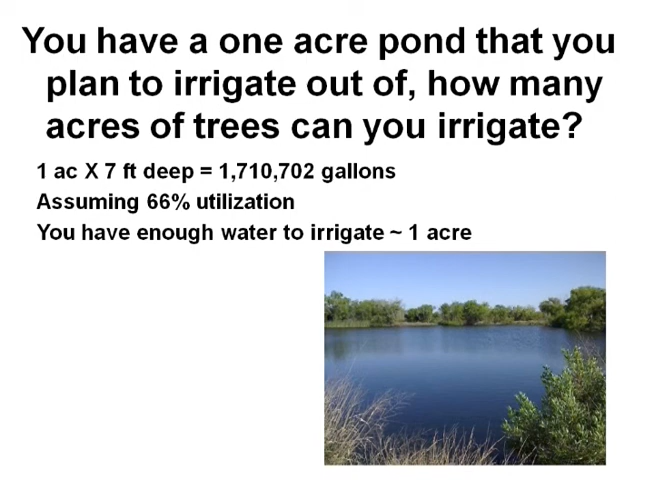 You have a one acre pond that you
plan to irrigate out of, how many
acres of trees can you irrigate?
1 ac X 7 ft deep = 1,710,702 gallons
Assuming 66% utilization
You have enough water to irrigate ~ 1 acre